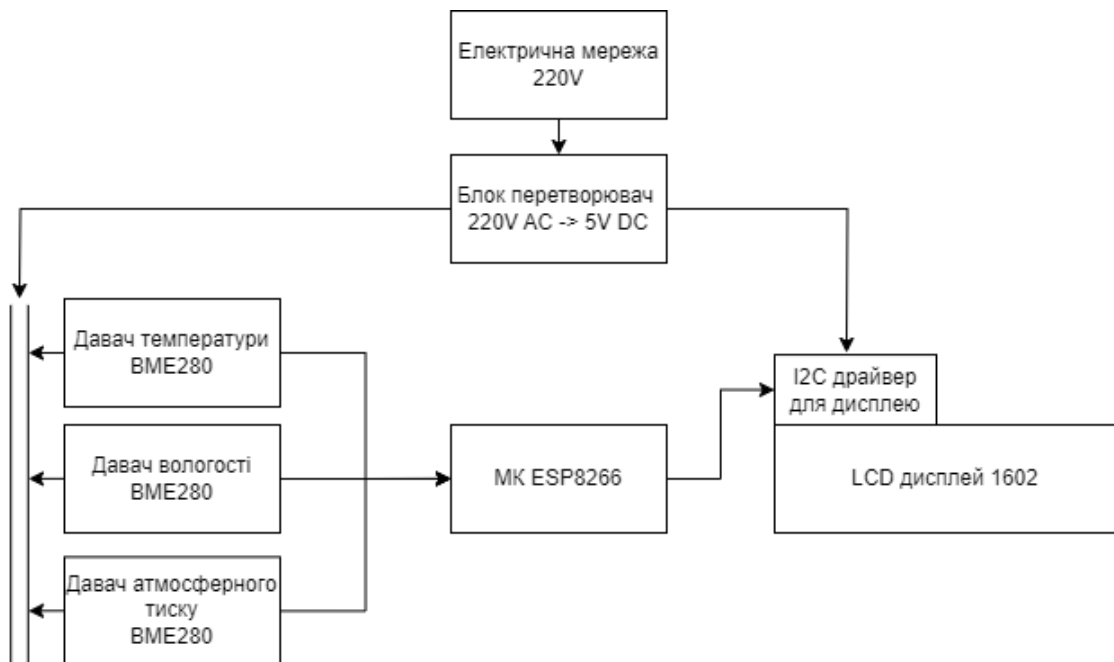 Електрична мережа
220V
Блок перетворювач
220V AC -> 5V DC
Давач температури
BME280
I2C драйвер
для дисплею
Давач вологості
BME280
МК ESP8266
LCD дисплей 1602
Давач атмосферного
тиску
BME280